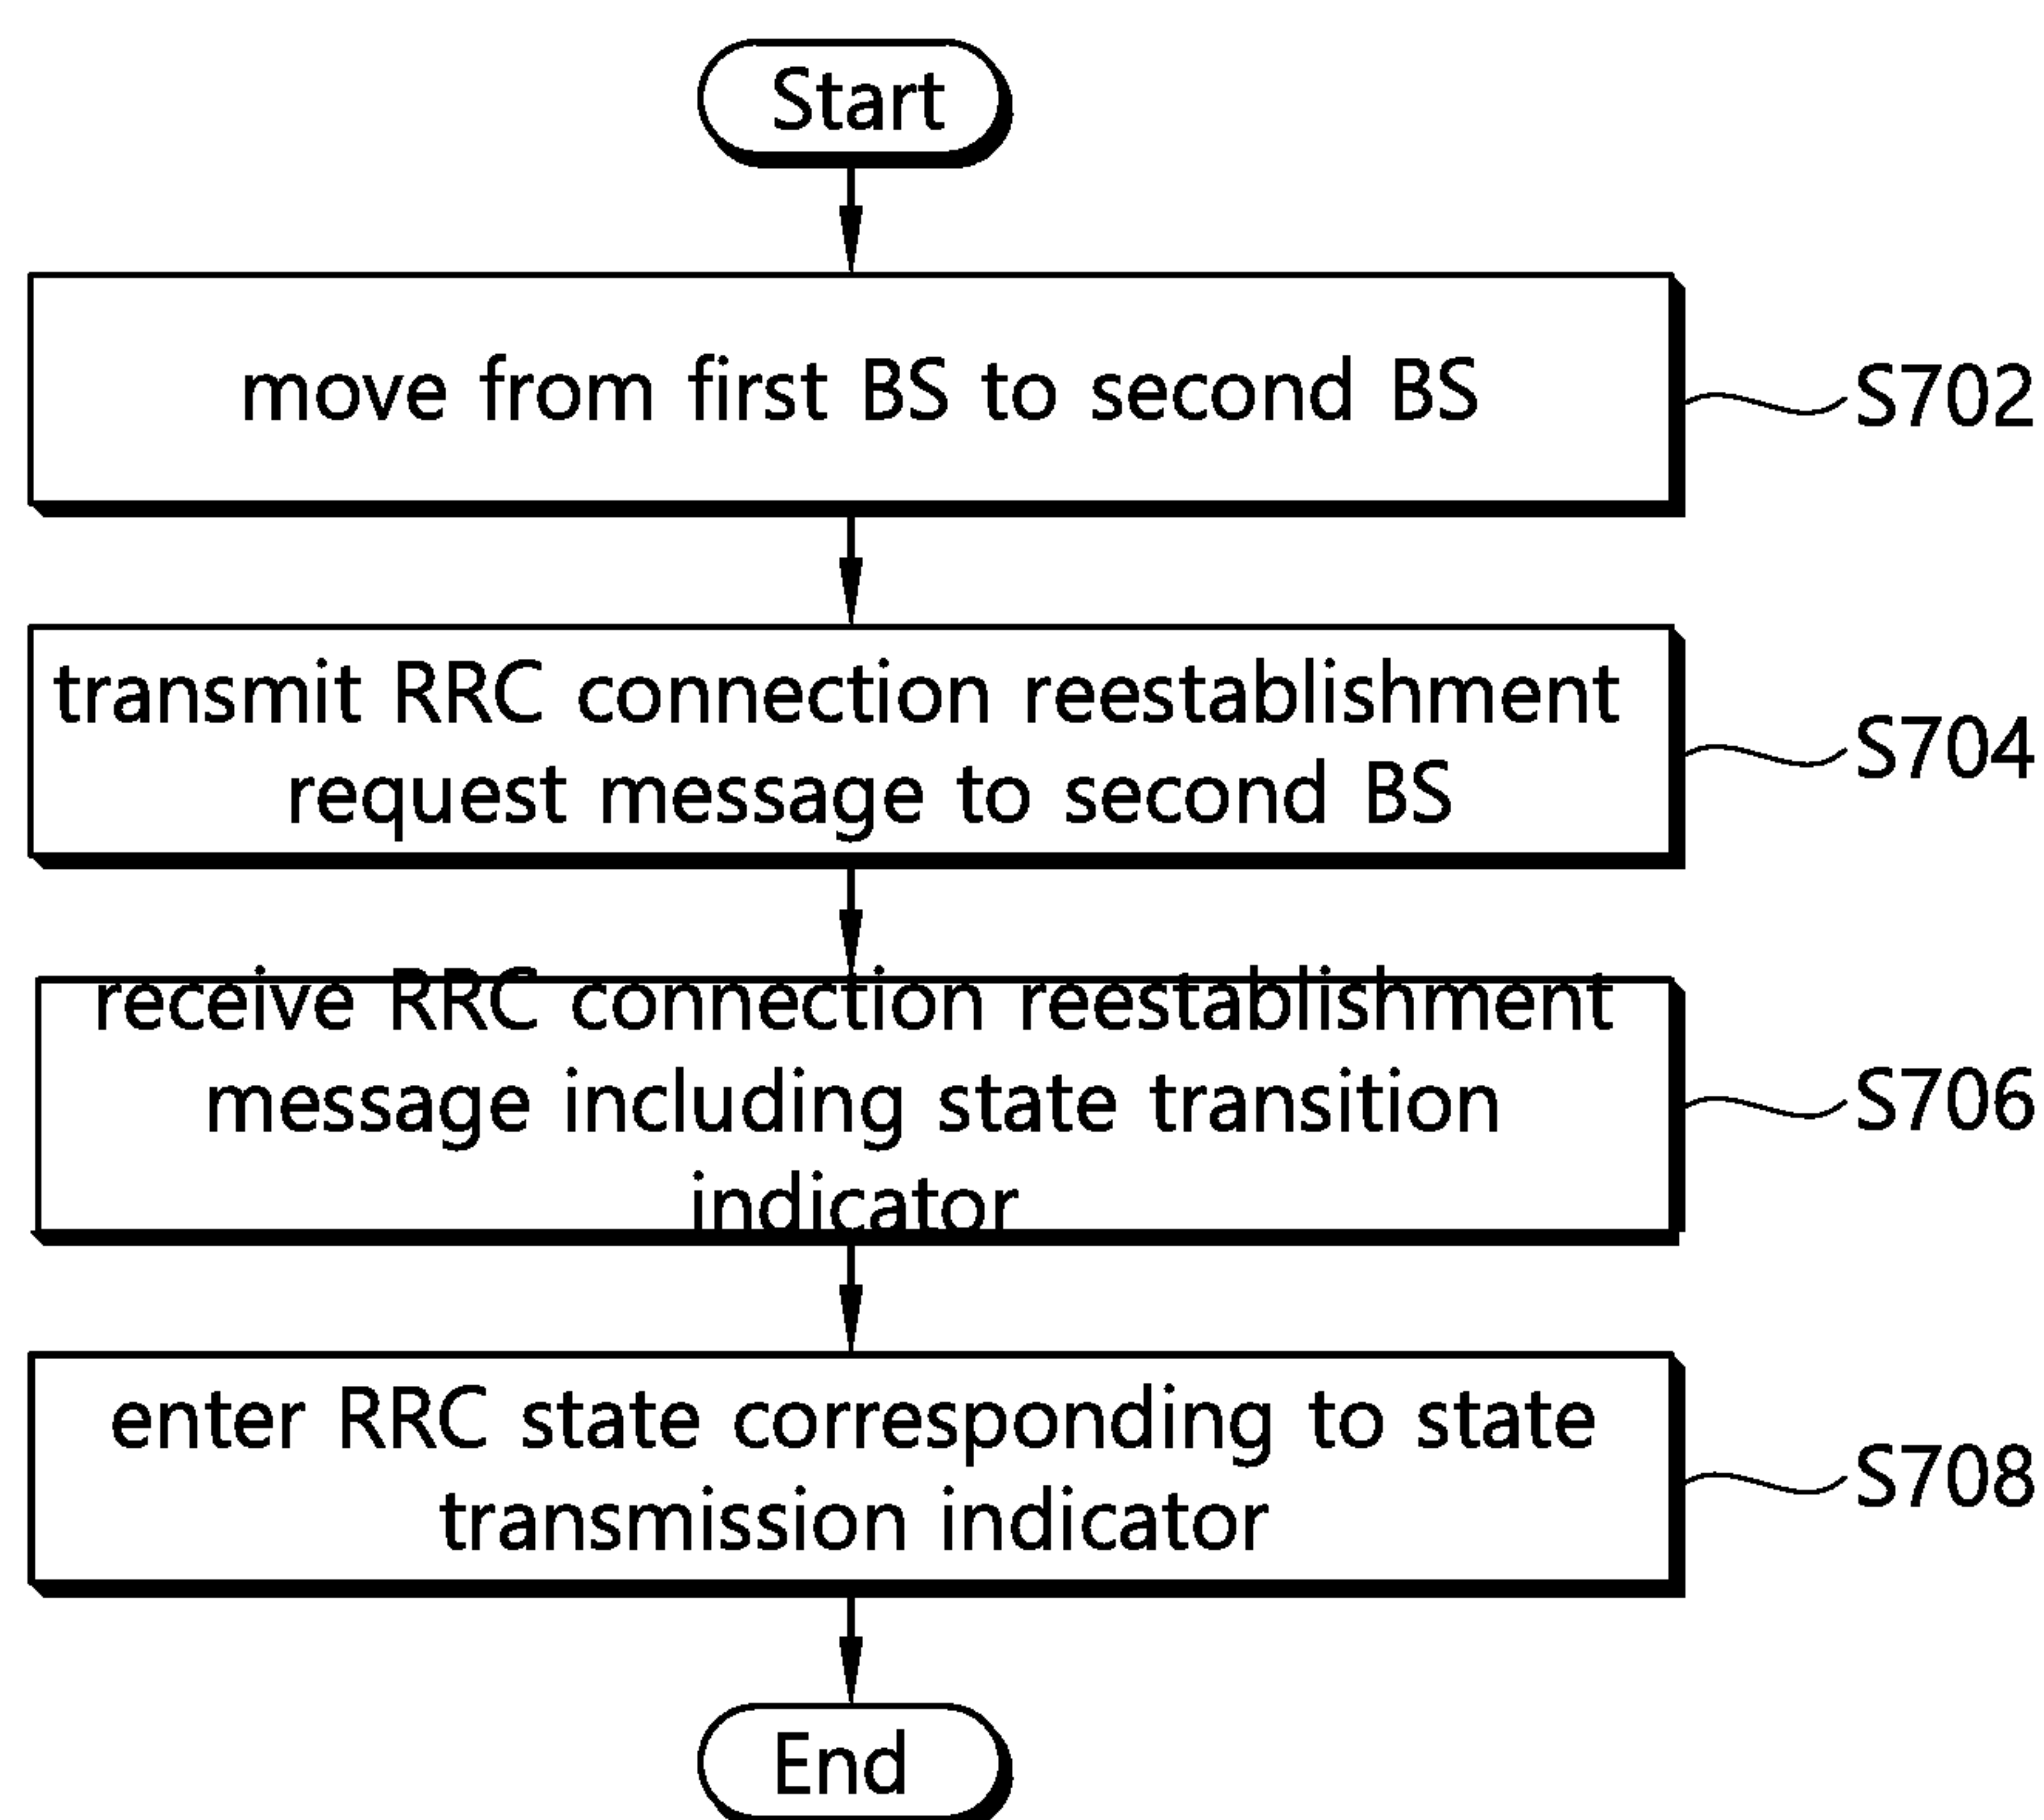 Start
move from first BS to second BS
S702
transmit RRC connection reestablishment
request message to second BS
S704
receive RRC connection reestablishment
message including state transition
indicator
S706
enter RRC state corresponding to state
transmission indicator
S708
End